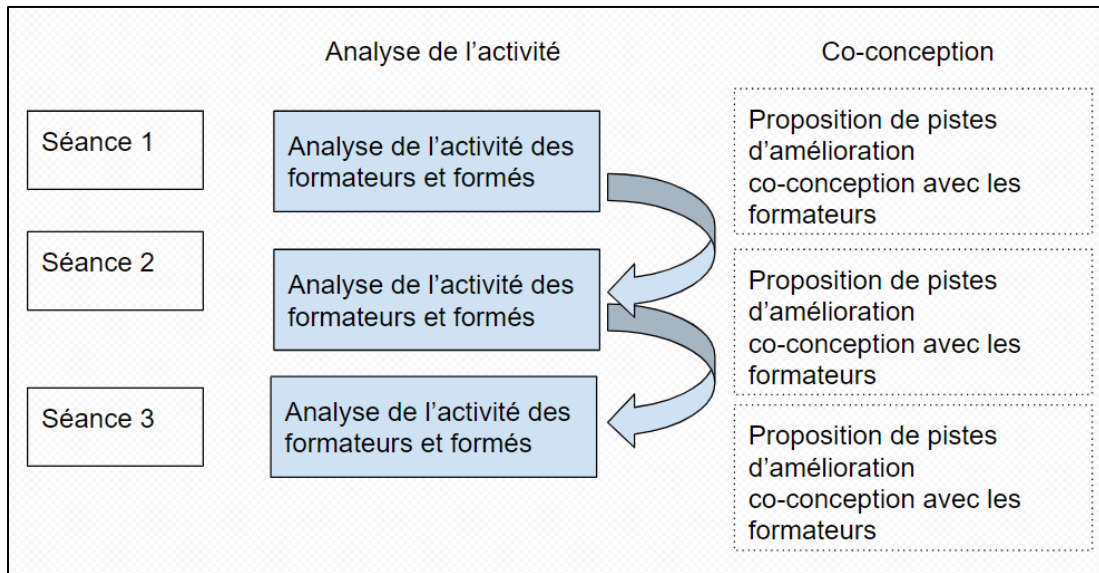 Analyse de l’activité
Co-conception
Séance 1
Analyse de l’activité des
formateurs et formés
Proposition de pistes
d’amélioration
co-conception avec les
formateurs
Séance 2
Analyse de l’activité des
formateurs et formés
Proposition de pistes
d’amélioration
co-conception avec les
formateurs
Séance 3
Analyse de l’activité des
formateurs et formés
Proposition de pistes
d’amélioration
co-conception avec les
formateurs